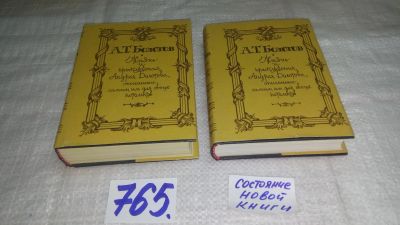 А.Т. Болотов
Жизнь
и
приключения
Андрея Болотова,
описанные
самим им для своих
потомков
А.Т. Болотов
Жизнь
и
приключения
Андрея Болотова,
описанные
самим им для своих
потомков
765.
СОСТОЯНИЕ
НОВОЙ
КНИГИ